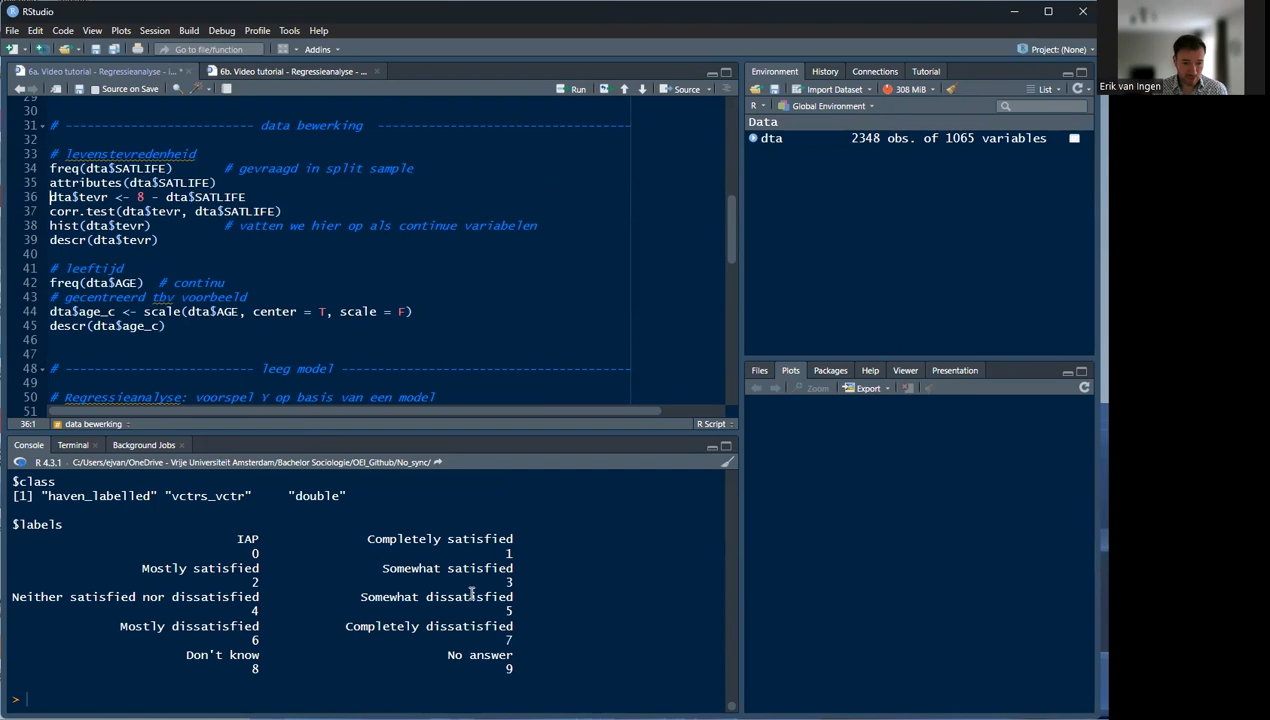 RStudio
File Edit Code View Plots Session Build Debug Profile Tools Help
Go to file/function Addins Project: (None)
6a. Video tutorial - Regressieanalyse - i... * 6b. Video tutorial - Regressieanalyse - ...
Source on Save Run Source
29
30
31 # ------------------------ data bewerking ------------------------------------
32
33 # levenstevredenheid
34 freq(dta$SATLIFE) # gevraagd in split sample
35 attributes(dta$SATLIFE)
36 dta$tevr <- 8 - dta$SATLIFE
37 corr.test(dta$tevr, dta$SATLIFE)
38 hist(dta$tevr) # vatten we hier op als continue variabelen
39 descr(dta$tevr)
40
41 # leeftijd
42 freq(dta$AGE) # continu
43 # gecentreerd tbv voorbeeld
44 dta$age_c <- scale(dta$AGE, center = T, scale = F)
45 descr(dta$age_c)
46
47
48 # ------------------------ leeg model ----------------------------------------
49
50 # Regressieanalyse: voorspel Y op basis van een model
51
36:1 data bewerking R Script
Console Terminal Background Jobs
R 4.3.1 · C:/Users/ejvan/OneDrive - Vrije Universiteit Amsterdam/Bachelor Sociologie/OEI_Github/No_sync/
$class
[1] "haven_labelled" "vctrs_vctr" "double"
$labels
IAP Completely satisfied
0 1
Mostly satisfied Somewhat satisfied
2 3
Neither satisfied nor dissatisfied Somewhat dissatisfied
4 5
Mostly dissatisfied Completely dissatisfied
6 7
Don't know No answer
8 9
>
Environment History Connections Tutorial
Import Dataset 308 MiB List
R Global Environment
Data
dta 2348 obs. of 1065 variables
Files Plots Packages Help Viewer Presentation
Zoom Export
Erik van Ingen